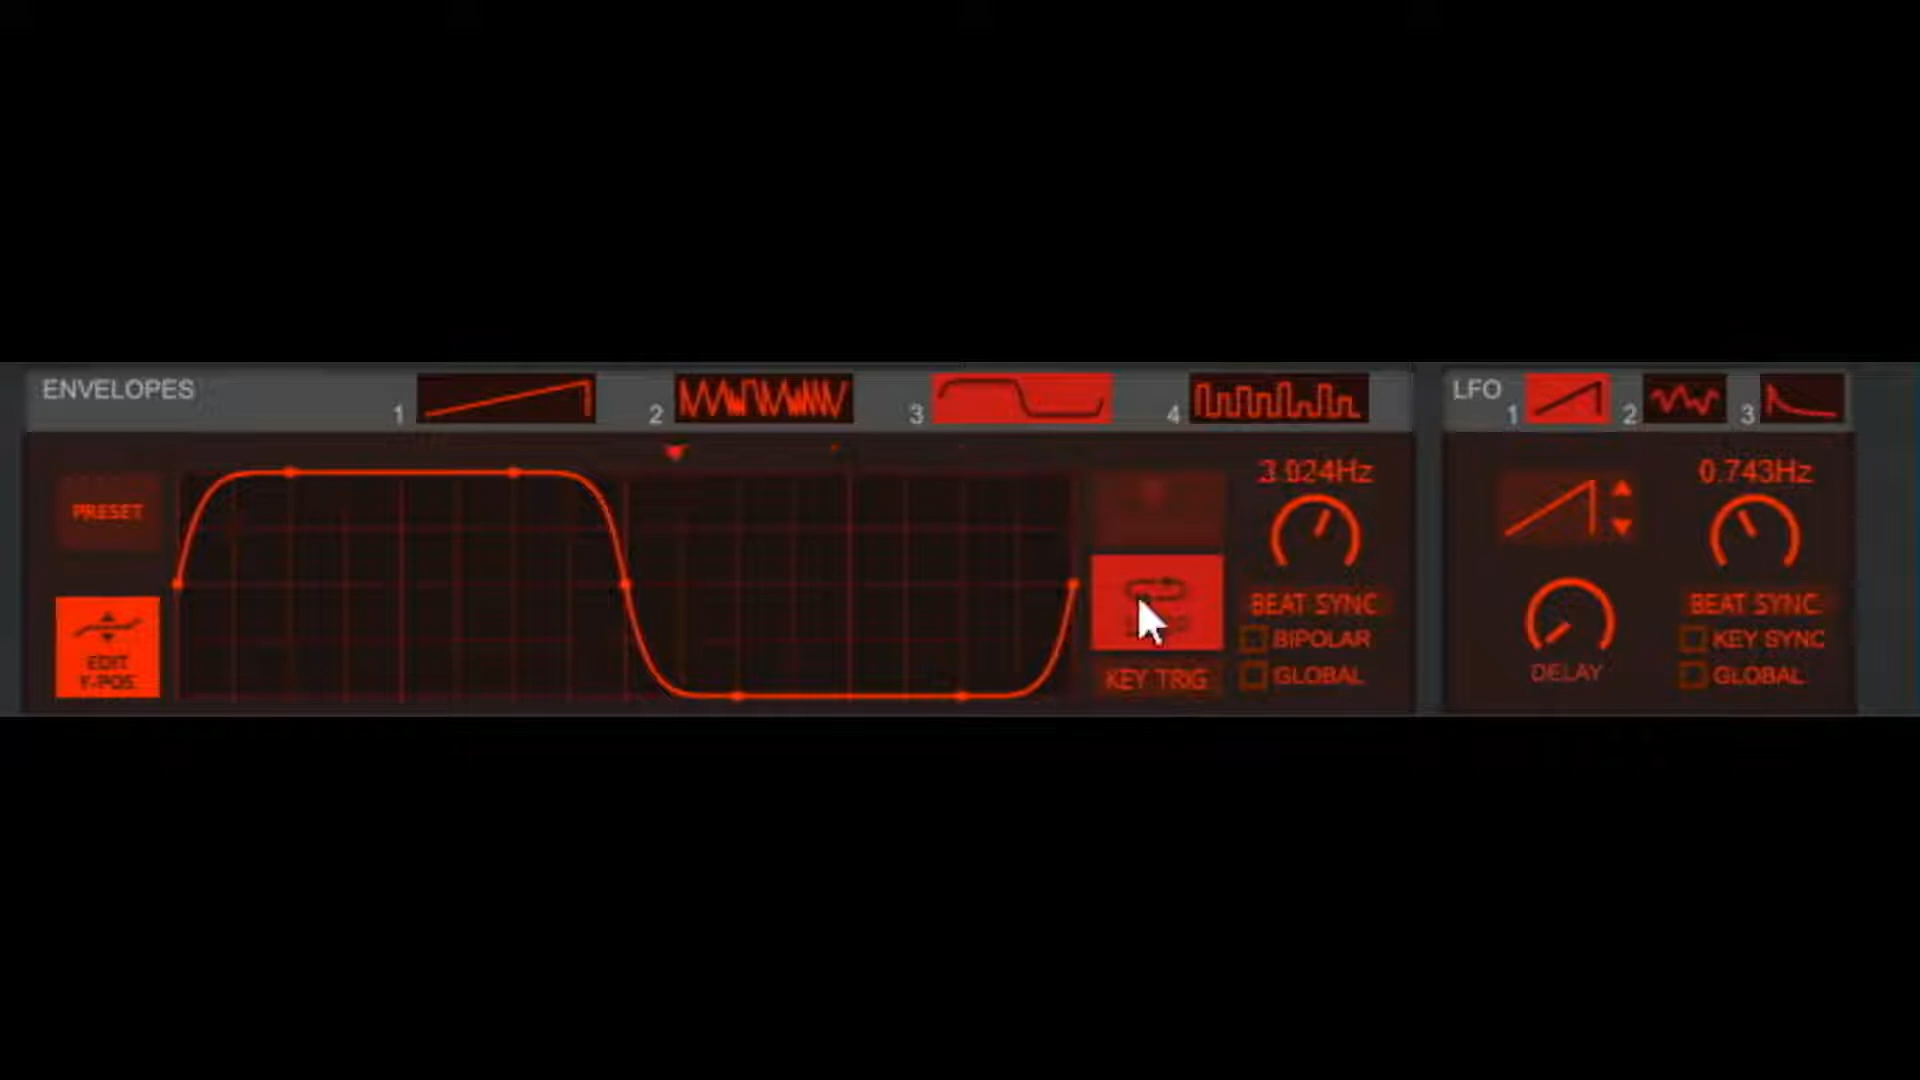 ENVELOPES 1 2 3 4
LFO 1 2 3
PRESET
EDIT
Y-POS
KEY TRIG
3.024Hz
BEAT SYNC
BIPOLAR
GLOBAL
DELAY
0.743Hz
BEAT SYNC
KEY SYNC
GLOBAL